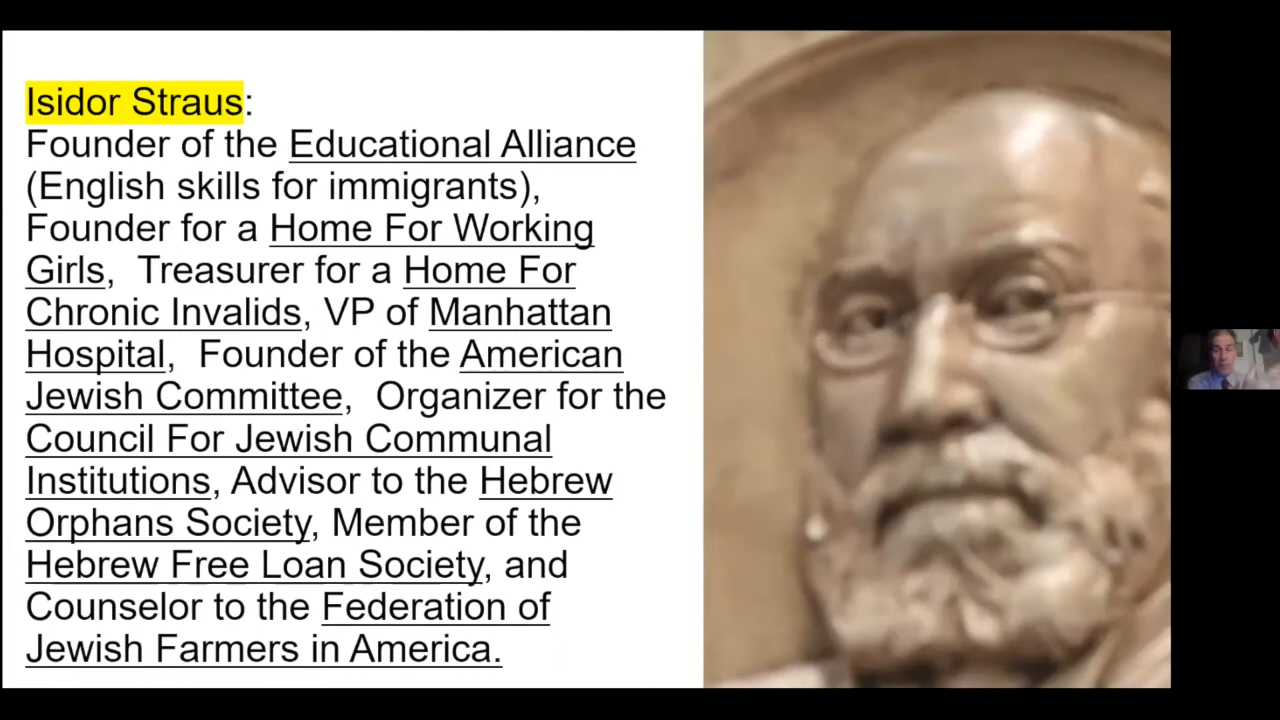 Isidor Straus:
Founder of the Educational Alliance
(English skills for immigrants),
Founder for a Home For Working
Girls,  Treasurer for a Home For
Chronic Invalids, VP of Manhattan
Hospital,  Founder of the American
Jewish Committee,  Organizer for the
Council For Jewish Communal
Institutions, Advisor to the Hebrew
Orphans Society, Member of the
Hebrew Free Loan Society, and
Counselor to the Federation of
Jewish Farmers in America.